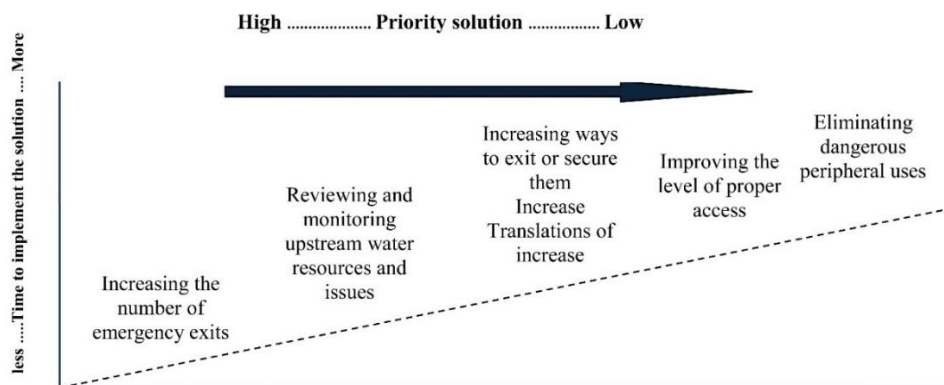 High .................... Priority solution ................. Low
less .....Time to implement the solution .... More
Increasing the
number of
emergency exits
Reviewing and
monitoring
upstream water
resources and
issues
Increasing ways
to exit or secure
them
Increase
Translations of
increase
Improving the
level of proper
access
Eliminating
dangerous
peripheral uses